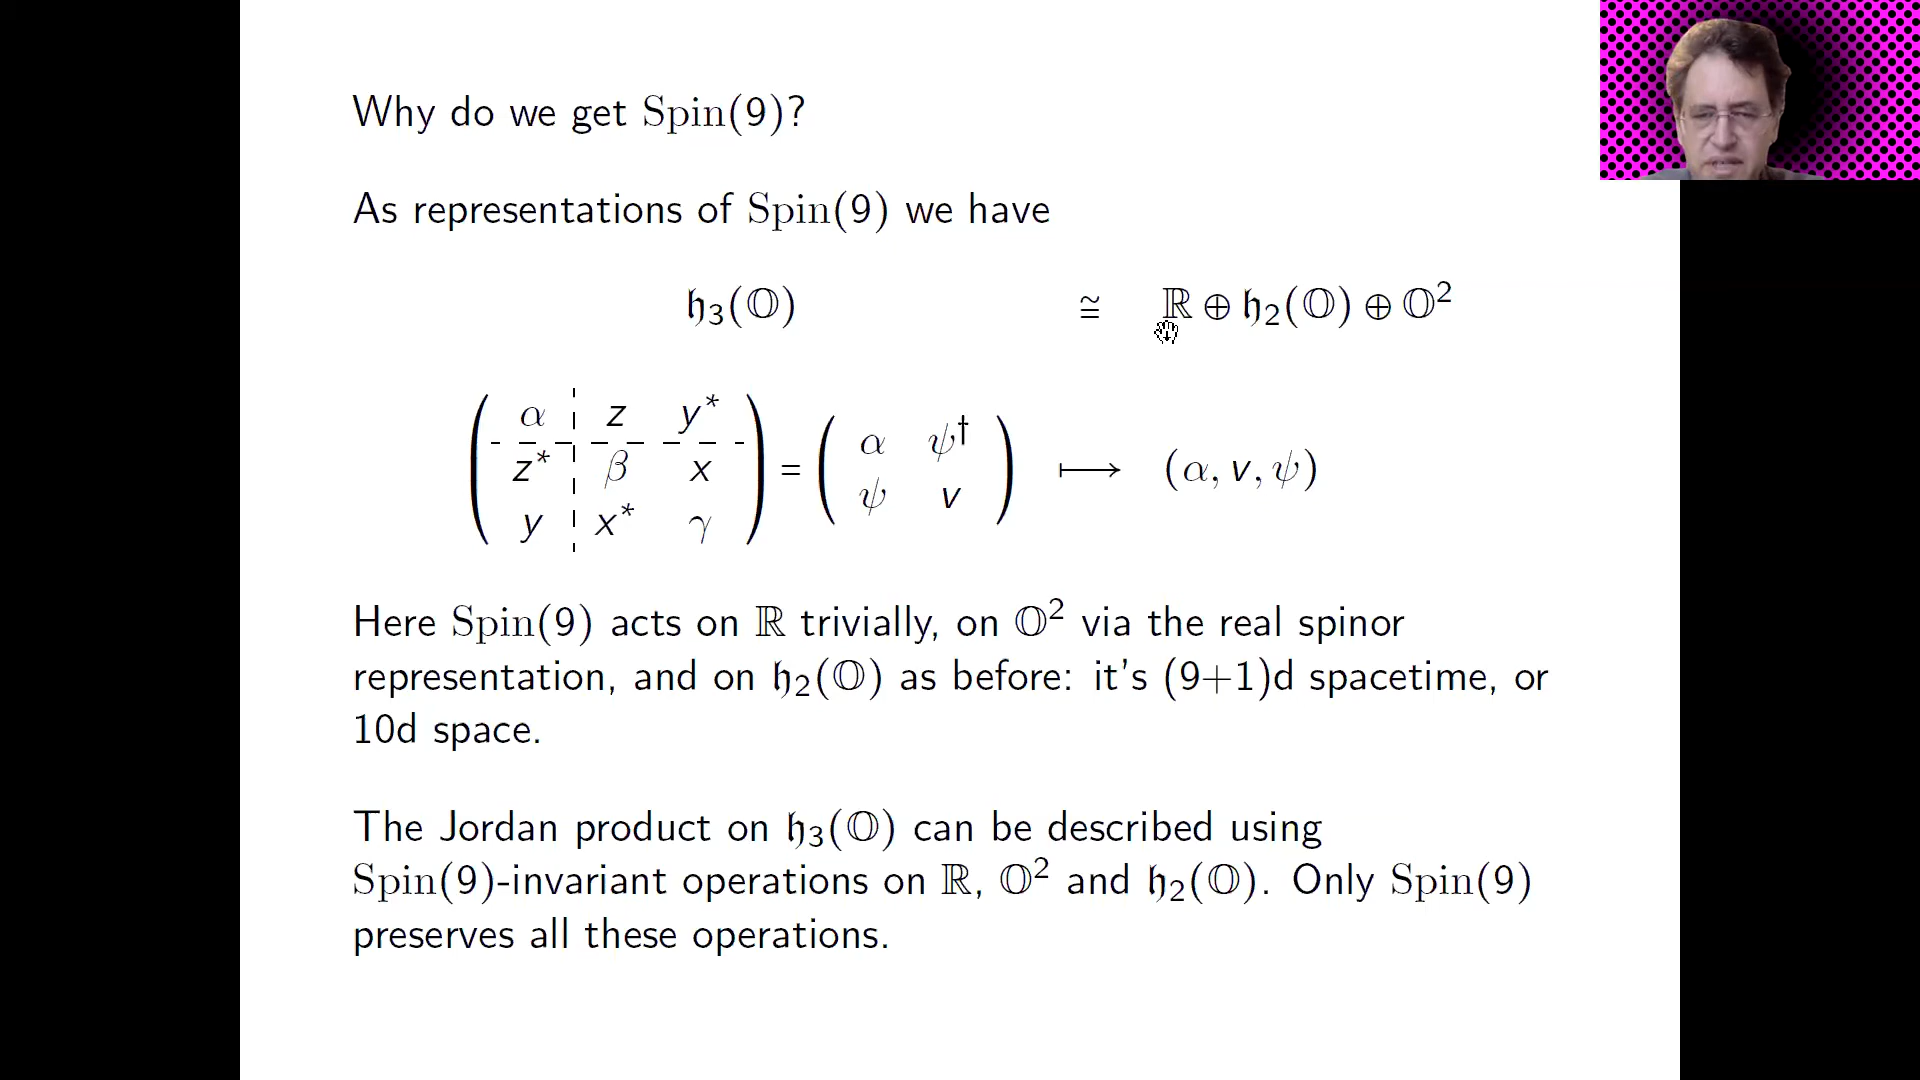 Why do we get Spin(9)?
As representations of Spin(9) we have
𝔥₃(𝕆) ≅ ℝ ⊕ 𝔥₂(𝕆) ⊕ 𝕆²
( α z y* ; z* β x ; y x* γ ) = ( α ψ† ; ψ v ) ⟼ (α, v, ψ)
Here Spin(9) acts on ℝ trivially, on 𝕆² via the real spinor
representation, and on 𝔥₂(𝕆) as before: it's (9+1)d spacetime, or
10d space.
The Jordan product on 𝔥₃(𝕆) can be described using
Spin(9)-invariant operations on ℝ, 𝕆² and 𝔥₂(𝕆). Only Spin(9)
preserves all these operations.